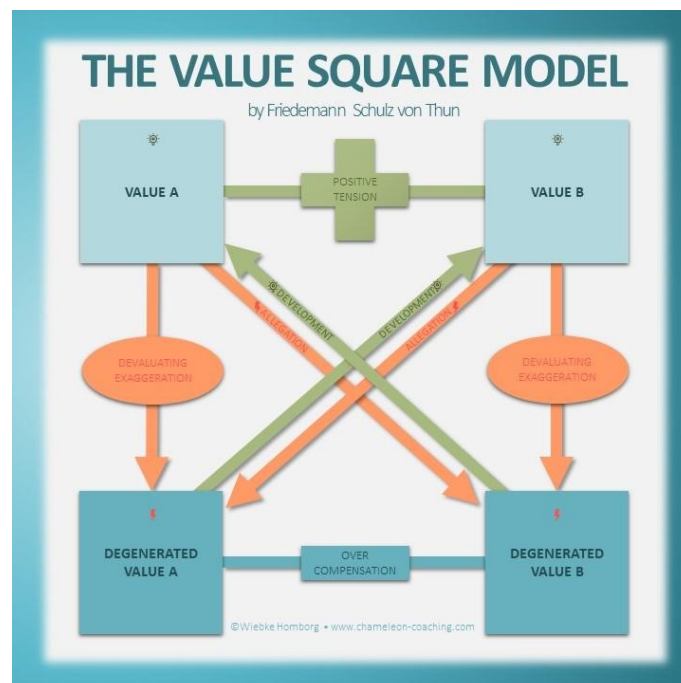 THE VALUE SQUARE MODEL
by Friedemann Schulz von Thun
VALUE A
POSITIVE
TENSION
VALUE B
DEVELOPMENT
ALLEGATION
DEVELOPMENT
ALLEGATION
DEVALUATING
EXAGGERATION
DEVALUATING
EXAGGERATION
DEGENERATED
VALUE A
OVER
COMPENSATION
DEGENERATED
VALUE B
©Wiebke Homborg • www.chameleon-coaching.com